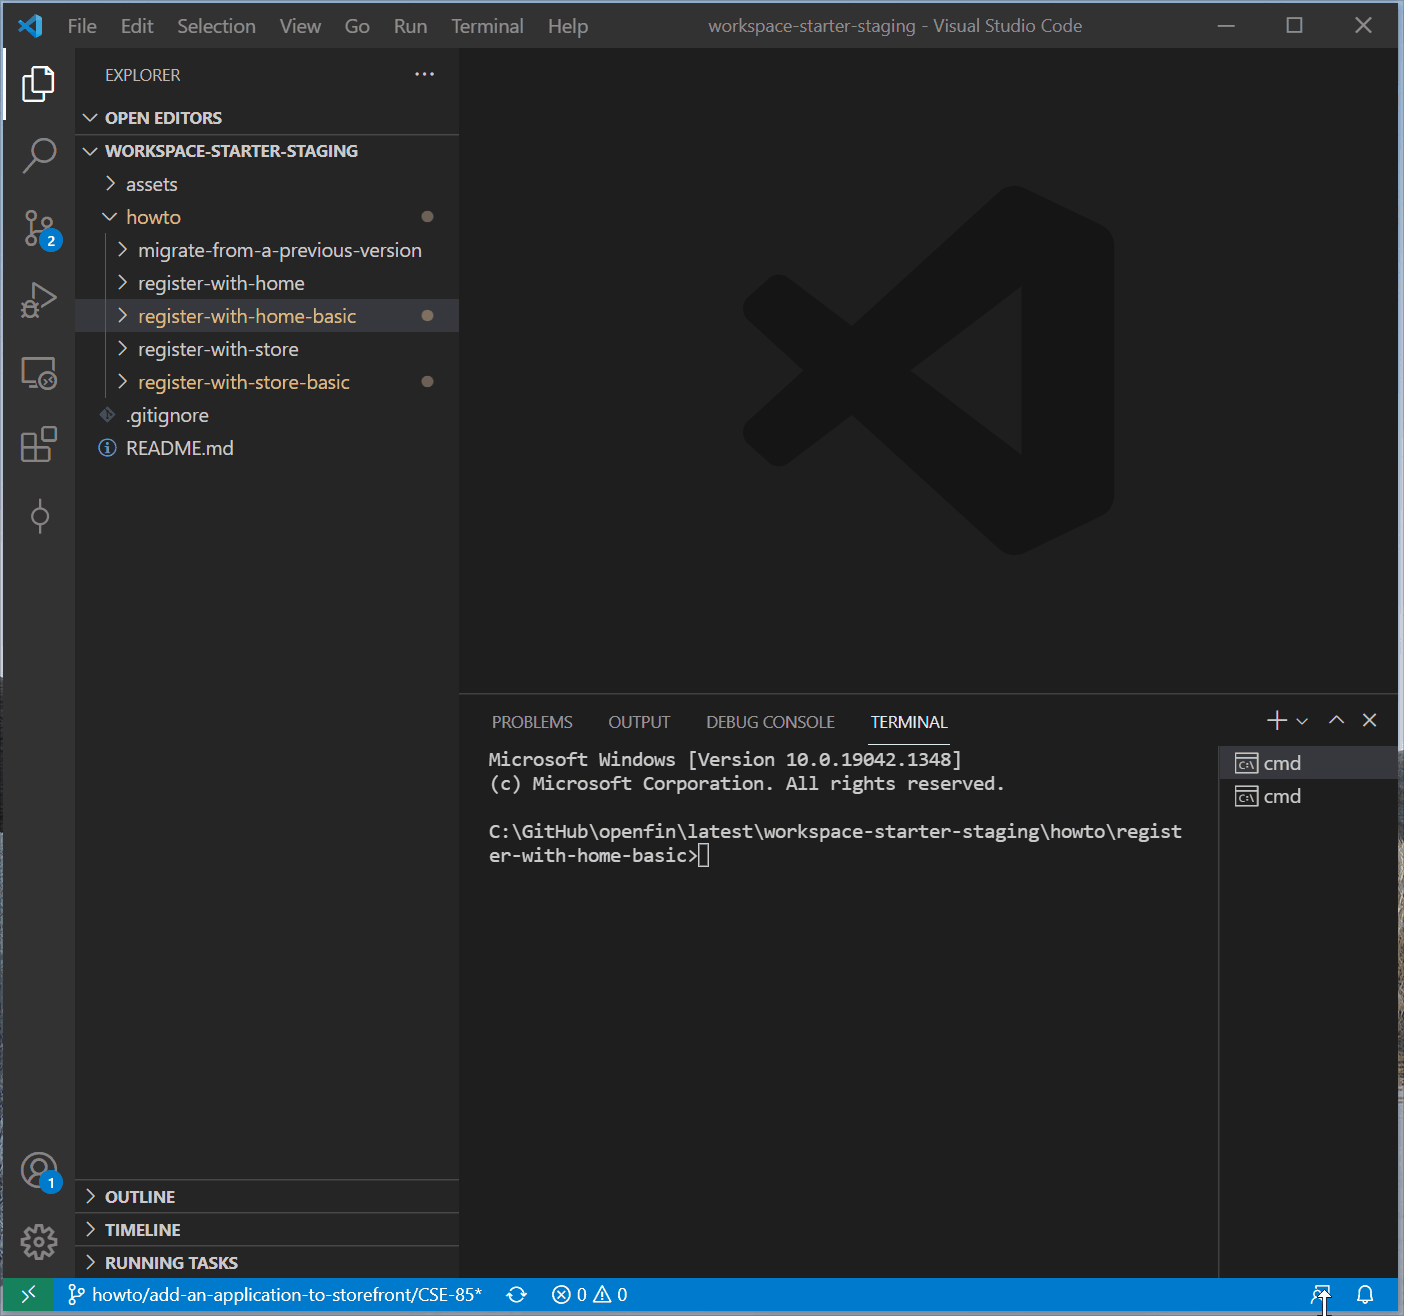 File Edit Selection View Go Run Terminal Help workspace-starter-staging - Visual Studio Code
EXPLORER
OPEN EDITORS
WORKSPACE-STARTER-STAGING
assets
howto
migrate-from-a-previous-version
register-with-home
register-with-home-basic
register-with-store
register-with-store-basic
.gitignore
README.md
2
1
OUTLINE
TIMELINE
RUNNING TASKS
PROBLEMS OUTPUT DEBUG CONSOLE TERMINAL
Microsoft Windows [Version 10.0.19042.1348]
(c) Microsoft Corporation. All rights reserved.
C:\GitHub\openfin\latest\workspace-starter-staging\howto\regist
er-with-home-basic>
cmd
cmd
howto/add-an-application-to-storefront/CSE-85* 0 0